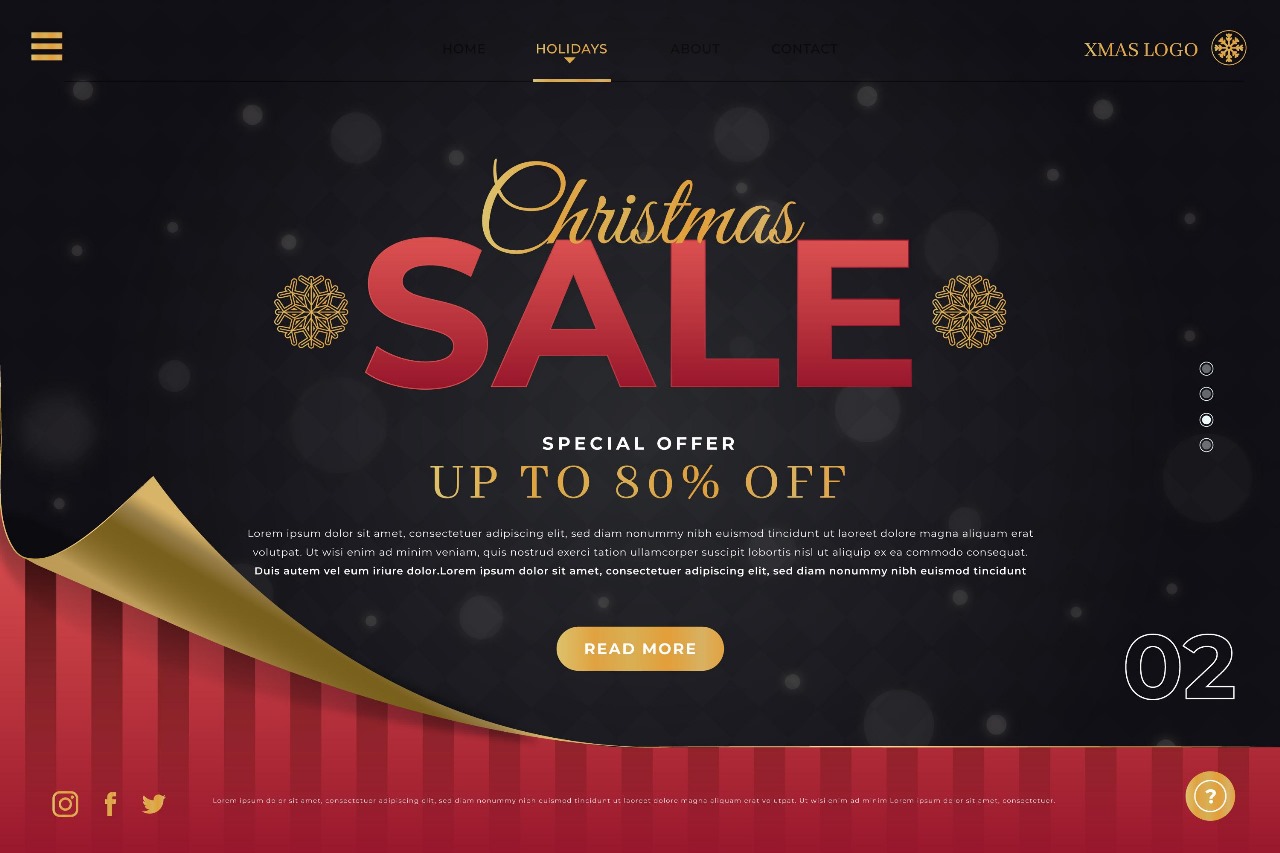 HOME HOLIDAYS ABOUT CONTACT
XMAS LOGO
Christmas
SALE
SPECIAL OFFER
UP TO 80% OFF
Lorem ipsum dolor sit amet, consectetuer adipiscing elit, sed diam nonummy nibh euismod tincidunt ut laoreet dolore magna aliquam erat
volutpat. Ut wisi enim ad minim veniam, quis nostrud exerci tation ullamcorper suscipit lobortis nisl ut aliquip ex ea commodo consequat.
Duis autem vel eum iriure dolor.Lorem ipsum dolor sit amet, consectetuer adipiscing elit, sed diam nonummy nibh euismod tincidunt
READ MORE
02
Lorem ipsum dolor sit amet, consectetuer adipiscing elit, sed diam nonummy nibh euismod tincidunt ut laoreet dolore magna aliquam erat volutpat. Ut wisi enim ad minim Lorem ipsum dolor sit amet, consectetuer.
?